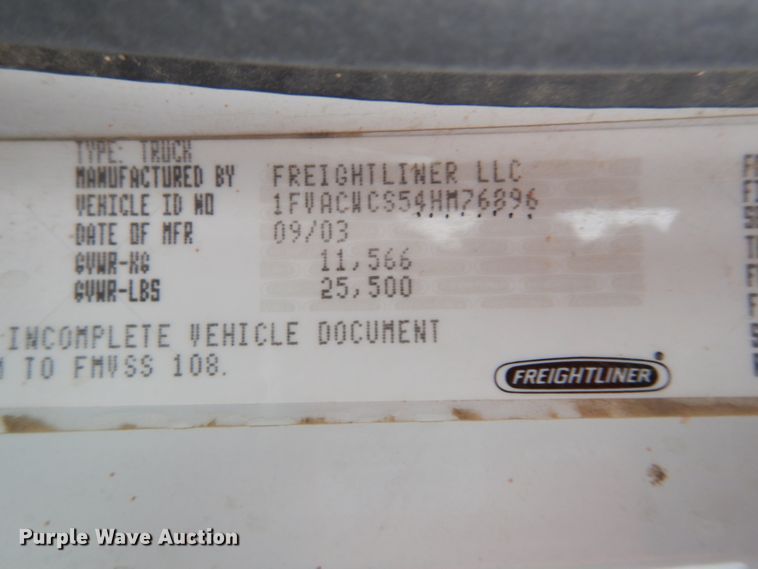 TYPE: TRUCK
MANUFACTURED BY FREIGHTLINER LLC
VEHICLE ID NO 1FVACWCS54HM76896
DATE OF MFR 09/03
GVWR-KG 11,566
GVWR-LBS 25,500
INCOMPLETE VEHICLE DOCUMENT
TO FMVSS 108.
FREIGHTLINER®
Purple Wave Auction